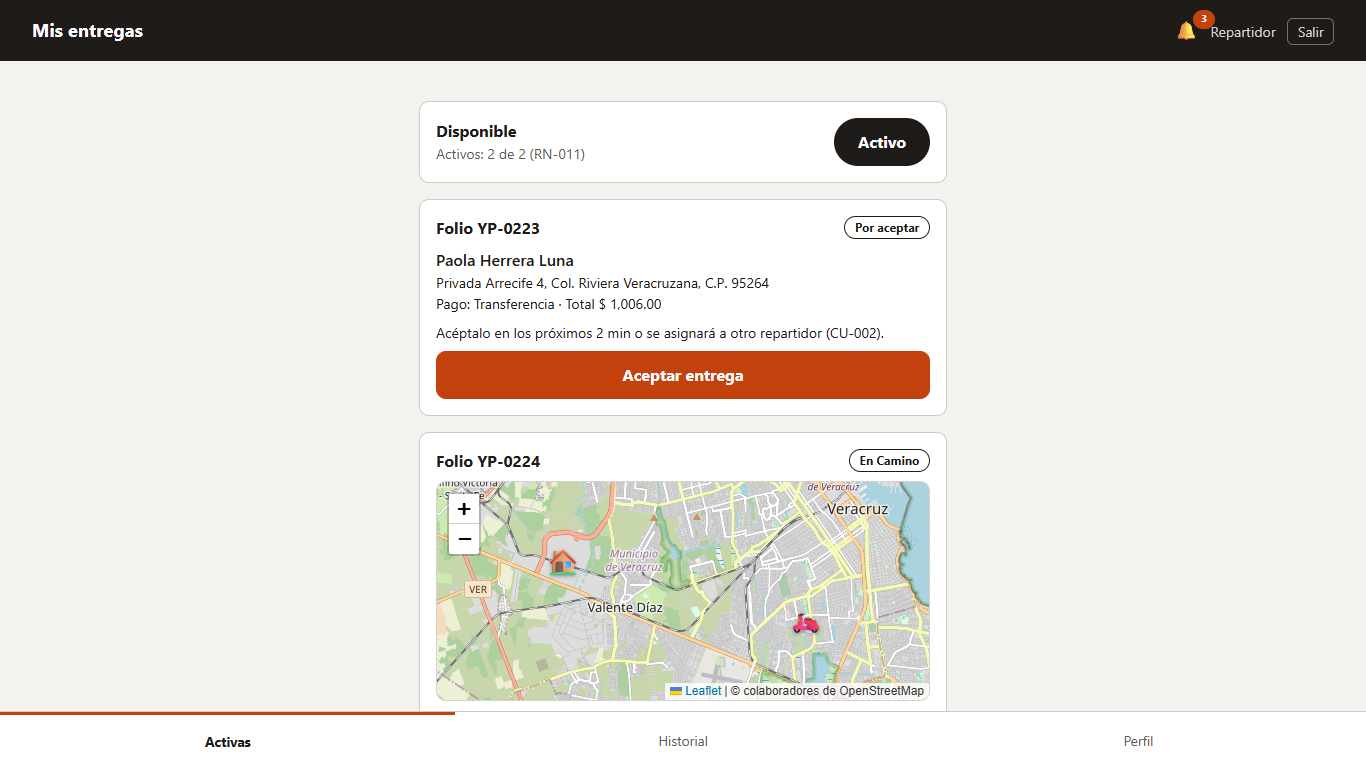 Mis entregas
3
Repartidor
Salir
Disponible
Activos: 2 de 2 (RN-011)
Activo
Folio YP-0223
Por aceptar
Paola Herrera Luna
Privada Arrecife 4, Col. Riviera Veracruzana, C.P. 95264
Pago: Transferencia · Total $ 1,006.00
Acéptalo en los próximos 2 min o se asignará a otro repartidor (CU-002).
Aceptar entrega
Folio YP-0224
En Camino
+
−
de Veracruz
Veracruz
Municipio
de Veracruz
VER
Valente Díaz
Leaflet | © colaboradores de OpenStreetMap
Activas
Historial
Perfil